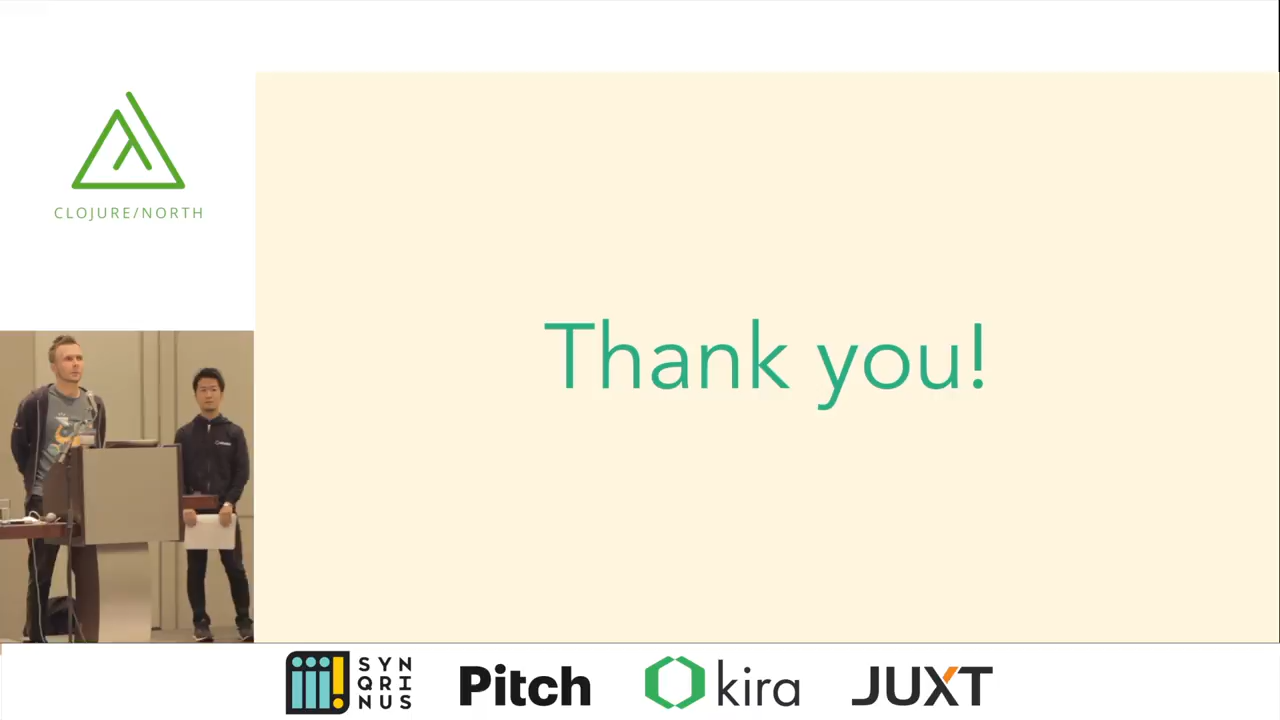 CLOJURE/NORTH
Thank you!
SYN
QRI
NUS
Pitch
kira
JUXT